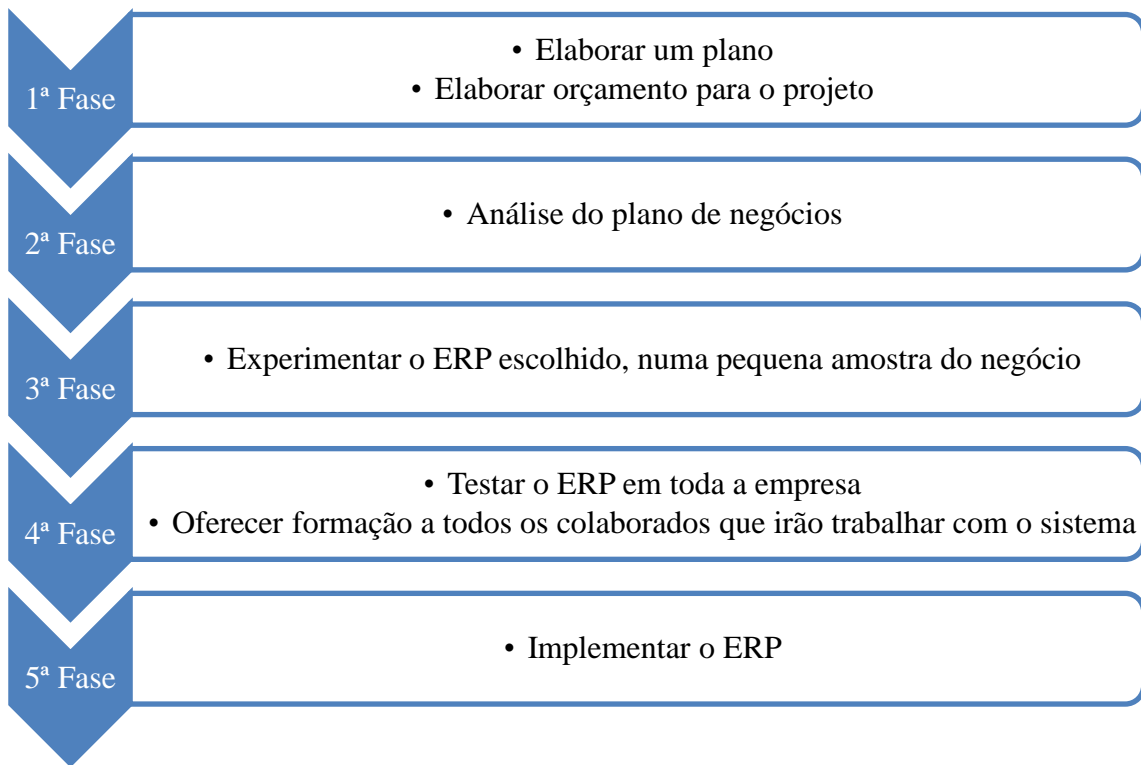 1ª Fase
• Elaborar um plano
• Elaborar orçamento para o projeto
2ª Fase
• Análise do plano de negócios
3ª Fase
• Experimentar o ERP escolhido, numa pequena amostra do negócio
4ª Fase
• Testar o ERP em toda a empresa
• Oferecer formação a todos os colaborados que irão trabalhar com o sistema
5ª Fase
• Implementar o ERP